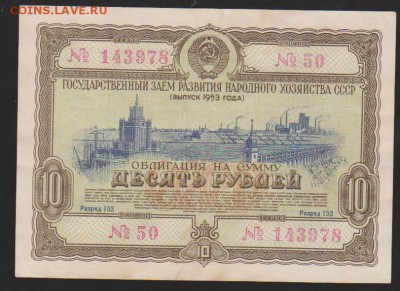 COINS.LAVE.RU
№ 143978
№ 50
ГОСУДАРСТВЕННЫЙ ЗАЕМ РАЗВИТИЯ НАРОДНОГО ХОЗЯЙСТВА СССР
(ВЫПУСК 1953 ГОДА)
ОБЛИГАЦИЯ НА СУММУ
ДЕСЯТЬ РУБЛЕЙ
10
10
Разряд 153
Разряд 153
№ 50
10
№ 143978